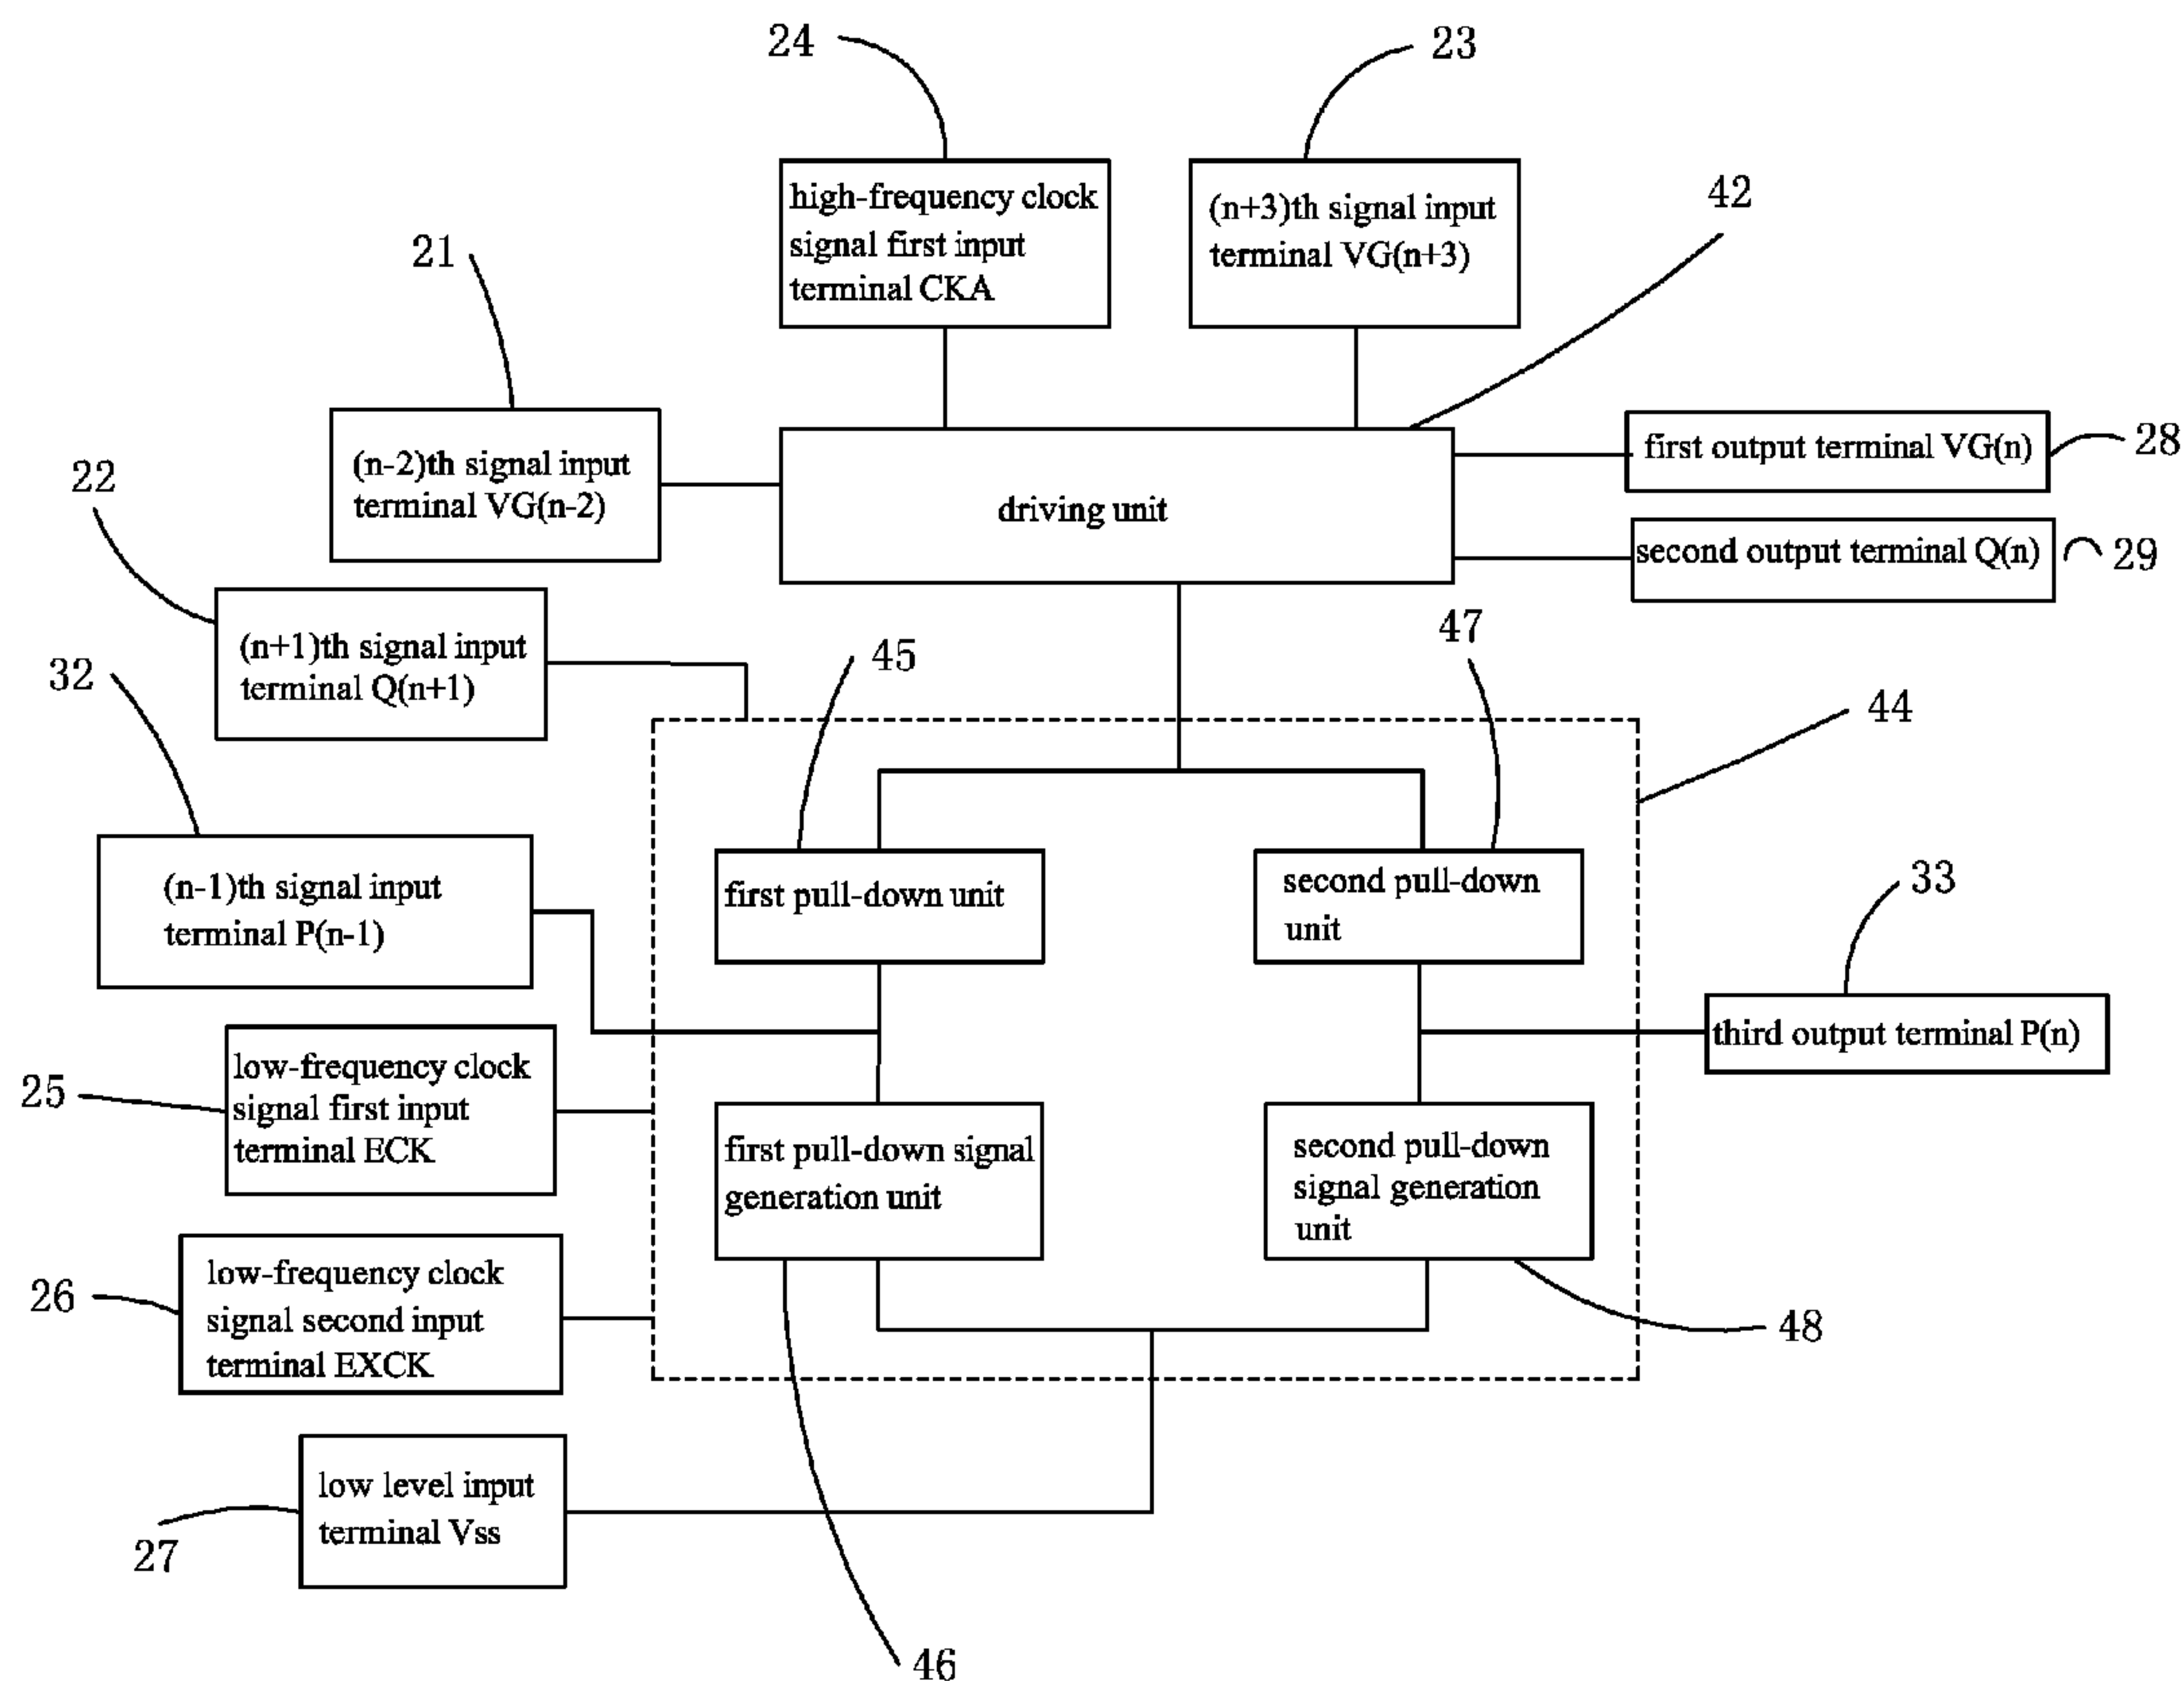 24
23
high-frequency clock
signal first input
terminal CKA
(n+3)th signal input
terminal VG(n+3)
42
21
(n-2)th signal input
terminal VG(n-2)
driving unit
first output terminal VG(n)
28
second output terminal Q(n)
29
22
(n+1)th signal input
terminal Q(n+1)
32
45
47
44
(n-1)th signal input
terminal P(n-1)
first pull-down unit
second pull-down
unit
33
third output terminal P(n)
25
low-frequency clock
signal first input
terminal ECK
first pull-down signal
generation unit
second pull-down
signal generation
unit
26
low-frequency clock
signal second input
terminal EXCK
48
low level input
terminal Vss
27
46